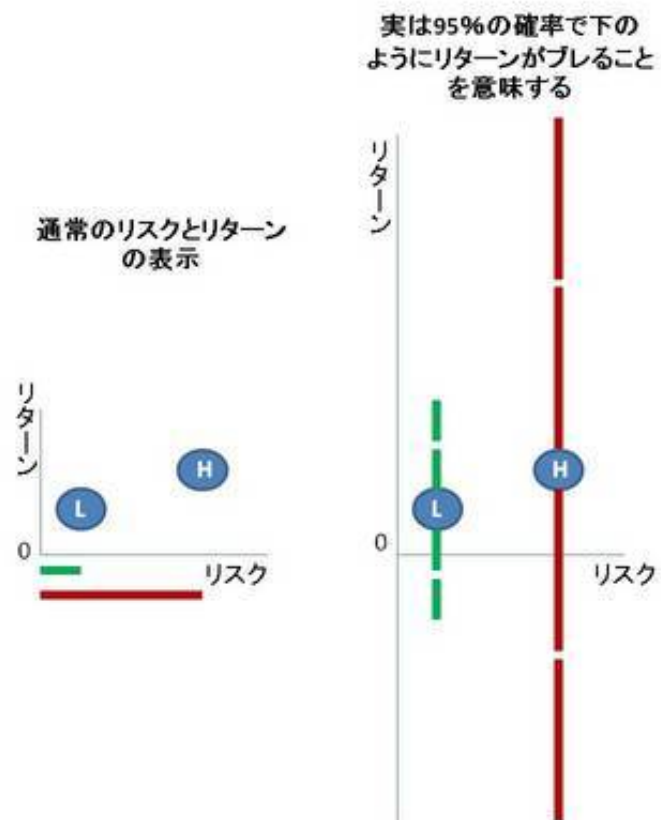 実は95%の確率で下の
ようにリターンがブレること
を意味する
通常のリスクとリターン
の表示
リターン
H
L
0
リスク
リターン
H
L
0
リスク